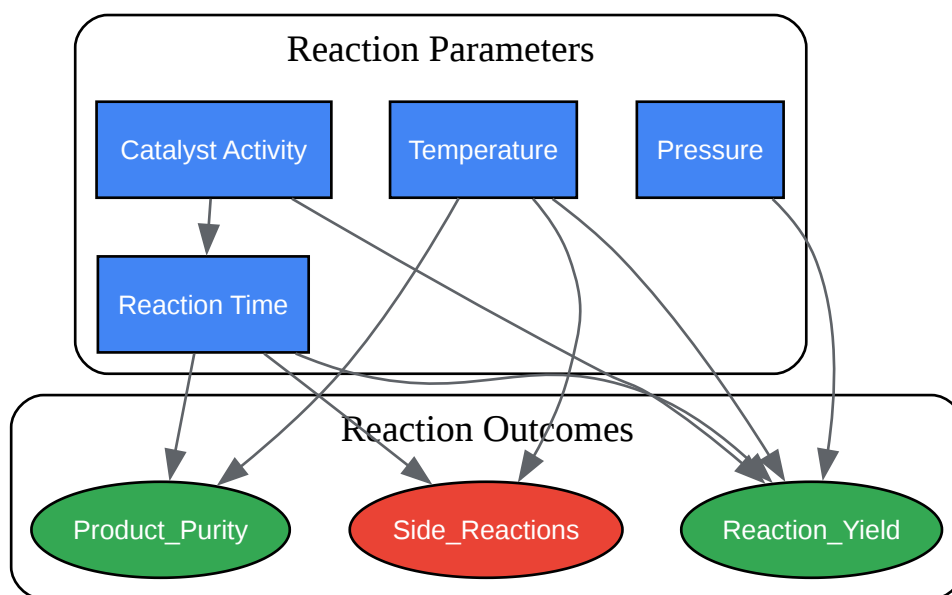 Reaction Parameters
Catalyst Activity
Temperature
Pressure
Reaction Time
Reaction Outcomes
Product_Purity
Side_Reactions
Reaction_Yield